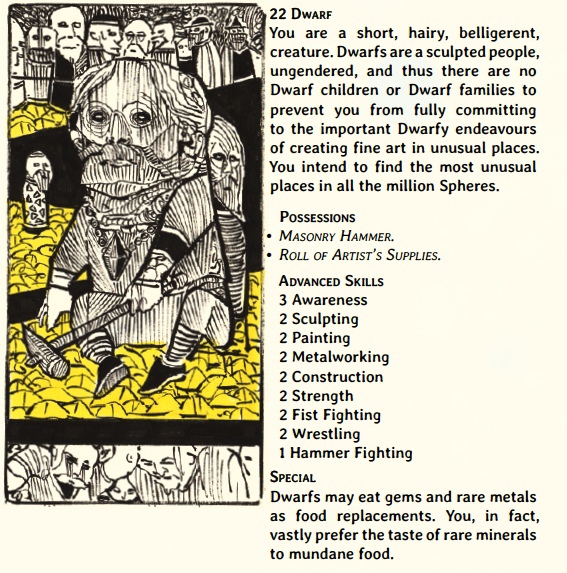 22 Dwarf
You are a short, hairy, belligerent,
creature. Dwarfs are a sculpted people,
ungendered, and thus there are no
Dwarf children or Dwarf families to
prevent you from fully committing
to the important Dwarfy endeavours
of creating fine art in unusual places.
You intend to find the most unusual
places in all the million Spheres.
Possessions
• Masonry Hammer.
• Roll of Artist's Supplies.
Advanced Skills
3 Awareness
2 Sculpting
2 Painting
2 Metalworking
2 Construction
2 Strength
2 Fist Fighting
2 Wrestling
1 Hammer Fighting
Special
Dwarfs may eat gems and rare metals
as food replacements. You, in fact,
vastly prefer the taste of rare minerals
to mundane food.